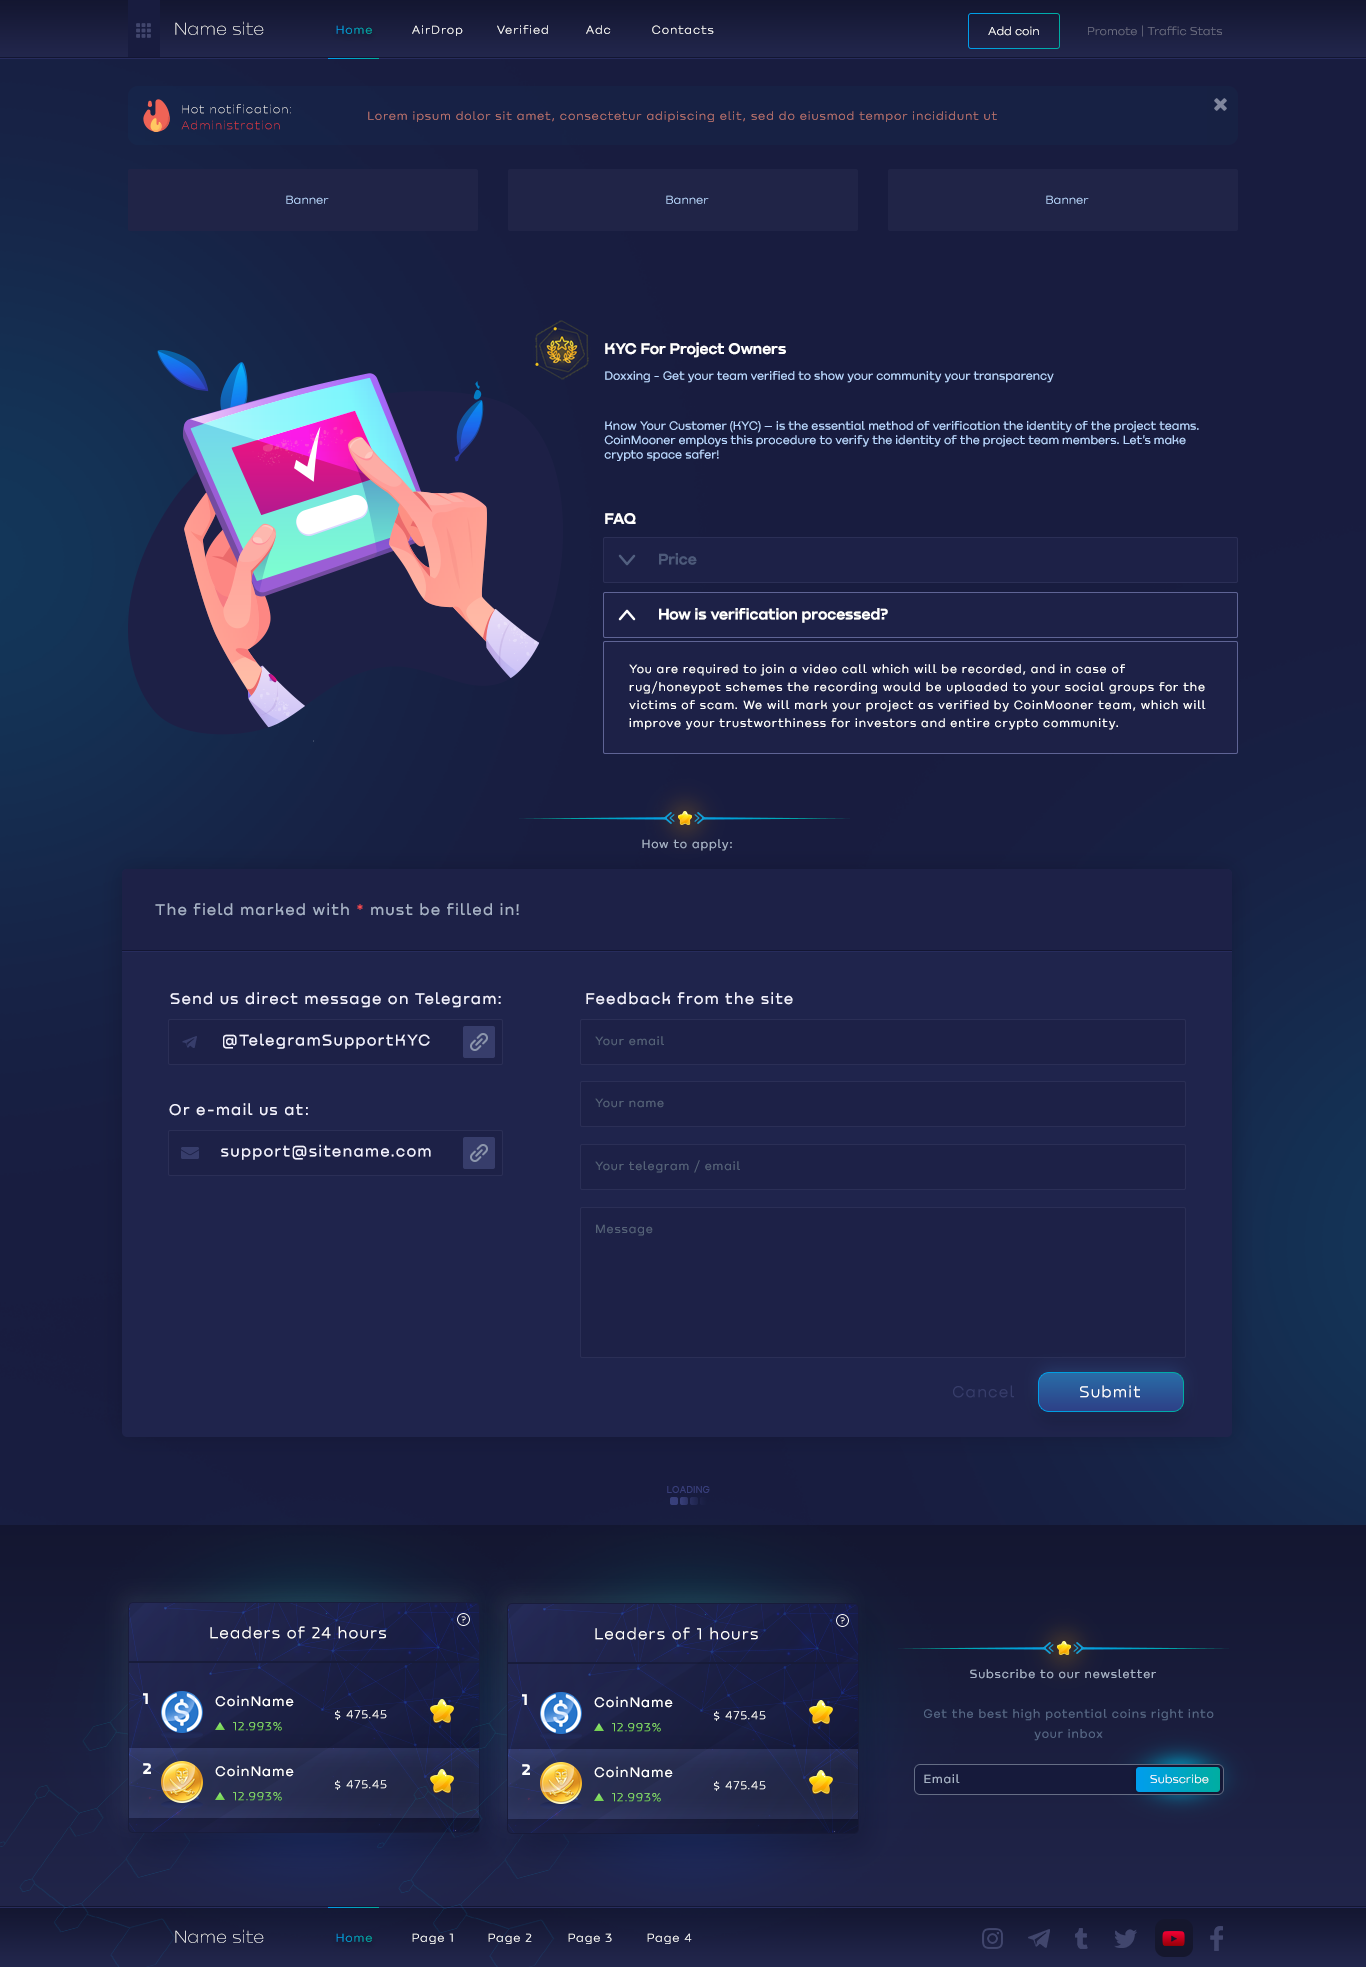 Name site
Home
AirDrop
Verified
Adc
Contacts
Add coin
Promote | Traffic Stats
Hot notification:
Administration
Lorem ipsum dolor sit amet, consectetur adipiscing elit, sed do eiusmod tempor incididunt ut
Banner
Banner
Banner
KYC For Project Owners
Doxxing - Get your team verified to show your community your transparency
Know Your Customer (KYC) – is the essential method of verification the identity of the project teams.
CoinMooner employs this procedure to verify the identity of the project team members. Let's make
crypto space safer!
FAQ
Price
How is verification processed?
You are required to join a video call which will be recorded, and in case of
rug/honeypot schemes the recording would be uploaded to your social groups for the
victims of scam. We will mark your project as verified by CoinMooner team, which will
improve your trustworthiness for investors and entire crypto community.
How to apply:
The field marked with * must be filled in!
Send us direct message on Telegram:
@TelegramSupportKYC
Or e-mail us at:
support@sitename.com
Feedback from the site
Your email
Your name
Your telegram / email
Message
Cancel
Submit
LOADING
Leaders of 24 hours
?
1
$
CoinName
12.993%
$ 475.45
2
CoinName
12.993%
$ 475.45
Leaders of 1 hours
?
1
$
CoinName
12.993%
$ 475.45
2
CoinName
12.993%
$ 475.45
Subscribe to our newsletter
Get the best high potential coins right into
your inbox
Email
Subscribe
Name site
Home
Page 1
Page 2
Page 3
Page 4